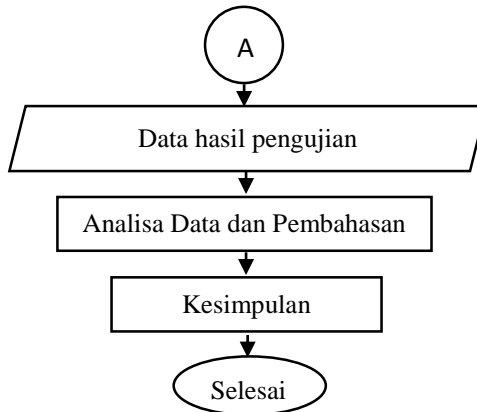 A
Data hasil pengujian
Analisa Data dan Pembahasan
Kesimpulan
Selesai